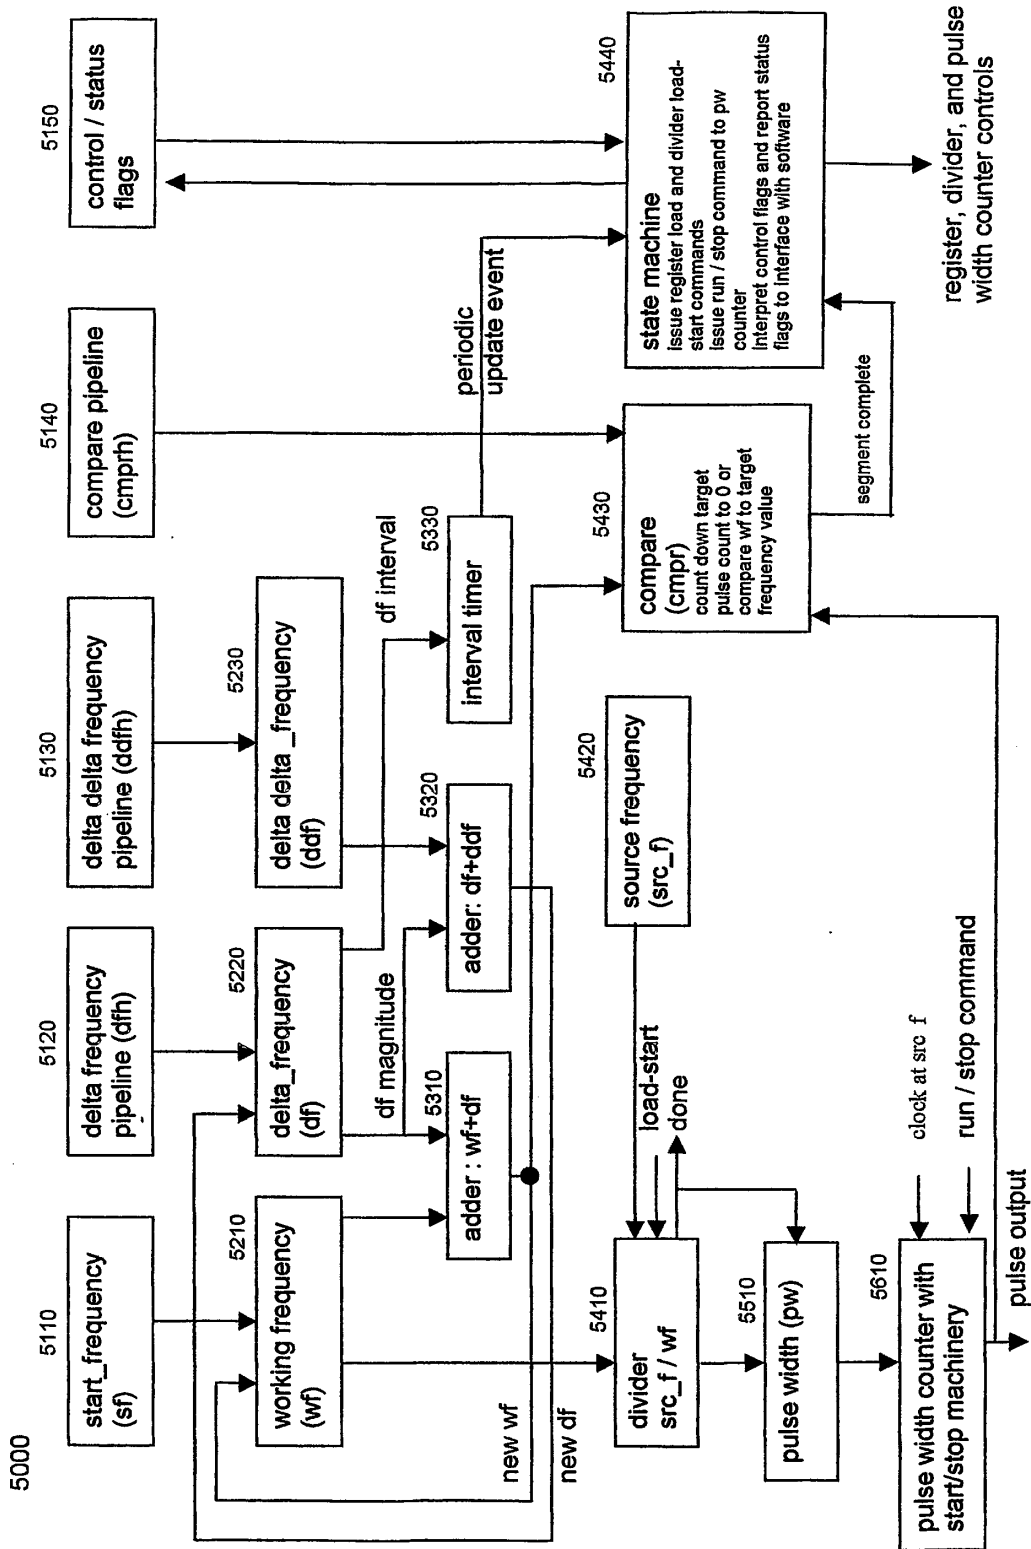 5000
5110
start_frequency
(sf)
5120
delta frequency
pipeline (dfh)
5130
delta delta frequency
pipeline (ddfh)
5140
compare pipeline
(cmprh)
5150
control / status
flags
5210
working frequency
(wf)
5220
delta_frequency
(df)
5230
delta delta _frequency
(ddf)
df magnitude
df interval
5310
adder : wf+df
5320
adder: df+ddf
5330
interval timer
periodic
update event
new wf
new df
5410
divider
src_f / wf
load-start
done
5420
source frequency
(src_f)
5430
compare
(cmpr)
count down target
pulse count to 0 or
compare wf to target
frequency value
5440
state machine
issue register load and divider load-
start commands
Issue run / stop command to pw
counter
Interpret control flags and report status
flags to Interface with software
segment complete
5510
pulse width (pw)
5610
pulse width counter with
start/stop machinery
clock at src f
run / stop command
pulse output
register, divider, and pulse
width counter controls